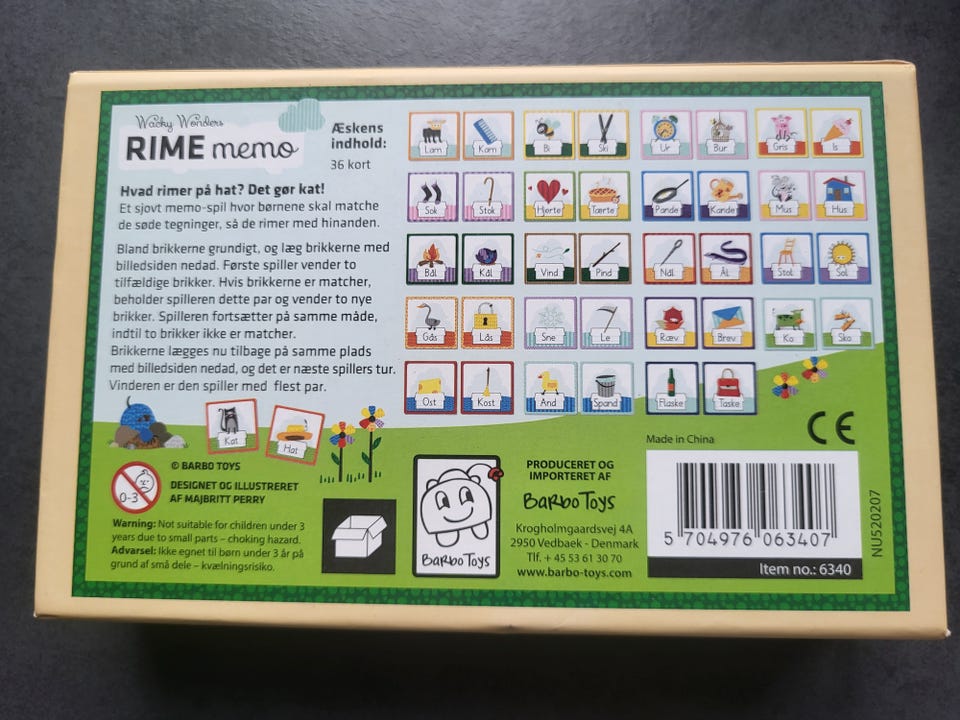 Wacky Wonders
RIME memo
Æskens
indhold:
36 kort
Hvad rimer på hat? Det gør kat!
Et sjovt memo-spil hvor børnene skal matche
de søde tegninger, så de rimer med hinanden.
Bland brikkerne grundigt, og læg brikkerne med
billedsiden nedad. Første spiller vender to
tilfældige brikker. Hvis brikkerne er matcher,
beholder spilleren dette par og vender to nye
brikker. Spilleren fortsætter på samme måde,
indtil to brikker ikke er matcher.
Brikkerne lægges nu tilbage på samme plads
med billedsiden nedad, og det er næste spillers tur.
Vinderen er den spiller med flest par.
Lam Kam Bi Ski Ur Bur Gris Is
Sok Stok Hjerte Tærte Pande Kande Mus Hus
Bål Kål Vind Pind Nål Ål Stol Sol
Gås Lås Sne Le Ræv Brev Ko Sko
Ost Kost And Spand Flaske Taske
Kat Hat
0-3
© BARBO TOYS
DESIGNET OG ILLUSTRERET
AF MAJBRITT PERRY
Warning: Not suitable for children under 3
years due to small parts – choking hazard.
Advarsel: Ikke egnet til børn under 3 år på
grund af små dele – kvælningsrisiko.
BarboToys
PRODUCERET OG
IMPORTERET AF
BarboToys
Krogholmgaardsvej 4A
2950 Vedbaek - Denmark
Tlf. + 45 53 61 30 70
www.barbo-toys.com
CE
Made in China
5 704976 063407
Item no.: 6340
NU520207